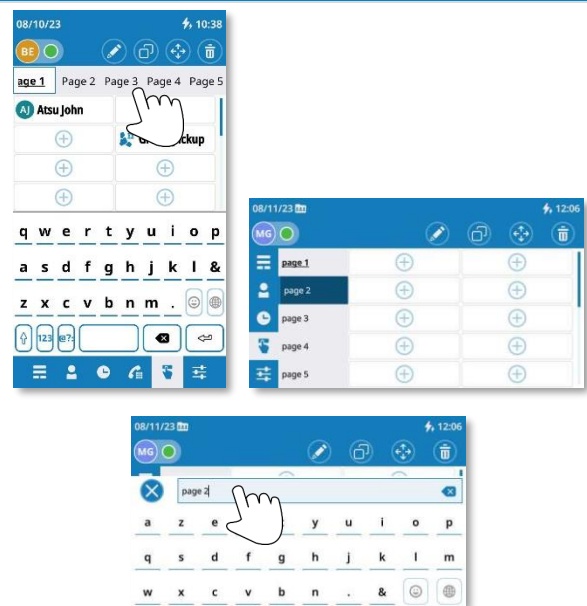 08/10/23 10:38
BE
age 1 Page 2 Page 3 Page 4 Page 5
AJ Atsu John
kup
q w e r t y u i o p
a s d f g h j k l &
z x c v b n m .
123 @?:
08/11/23 12:06
MG
page 1
page 2
page 3
page 4
page 5
08/11/23 12:06
MG
page 2
a z e y u i o p
q s d f g h j k l m
w x c v b n . &